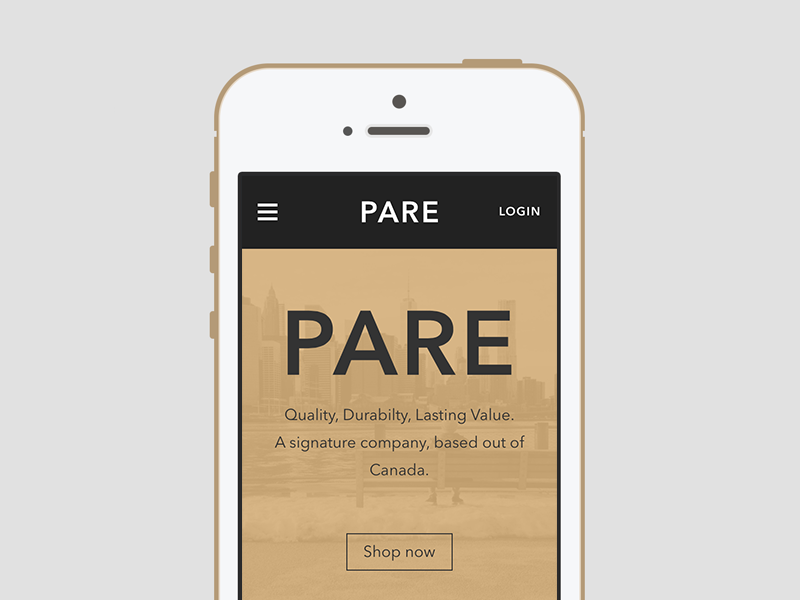 PARE
LOGIN
PARE
Quality, Durabilty, Lasting Value.
A signature company, based out of
Canada.
Shop now